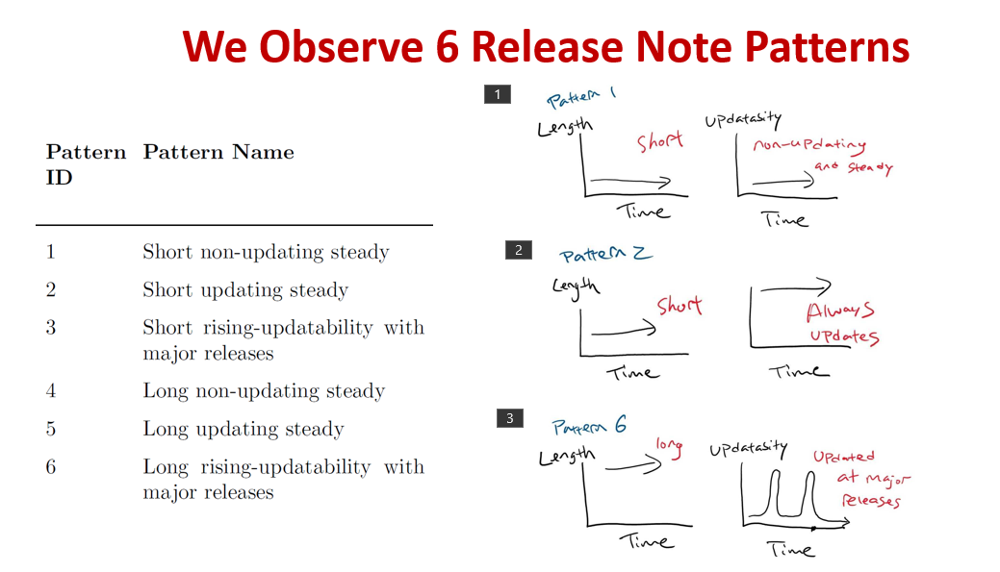 We Observe 6 Release Note Patterns
Pattern Pattern Name
ID
1 Short non-updating steady
2 Short updating steady
3 Short rising-updatability with
major releases
4 Long non-updating steady
5 Long updating steady
6 Long rising-updatability with
major releases
1
Pattern 1
Length
Short
Time
Updatasity
non-updating
and steady
Time
2
Pattern 2
Length
Short
Time
Always
updates
Time
3
Pattern 6
Length
long
Time
Updatasity
Updated
at major
releases
Time